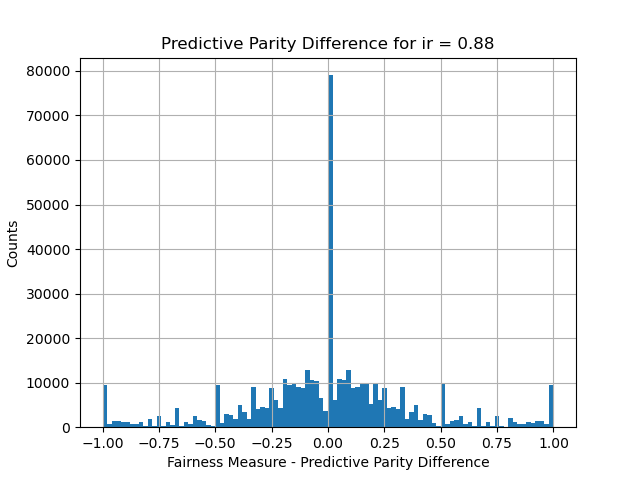 Predictive Parity Difference for ir = 0.88
80000
70000
60000
50000
40000
30000
20000
10000
0
Counts
−1.00 −0.75 −0.50 −0.25 0.00 0.25 0.50 0.75 1.00
Fairness Measure - Predictive Parity Difference